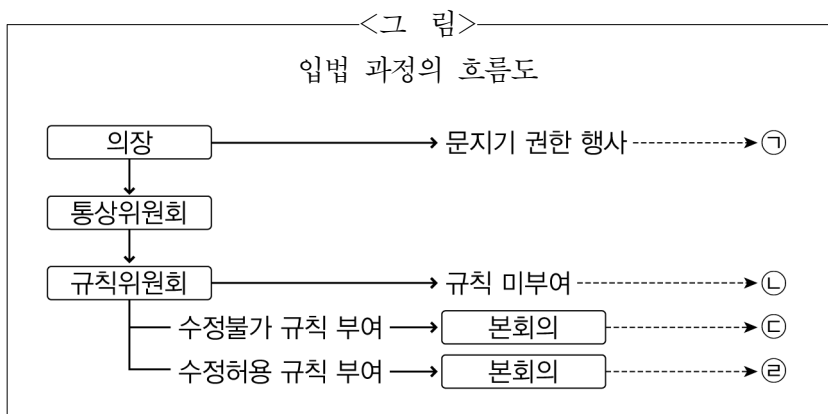 <그 림>
입법 과정의 흐름도
의장 문지기 권한 행사 ㉠
통상위원회
규칙위원회 규칙 미부여 ㉡
수정불가 규칙 부여 본회의 ㉢
수정허용 규칙 부여 본회의 ㉣